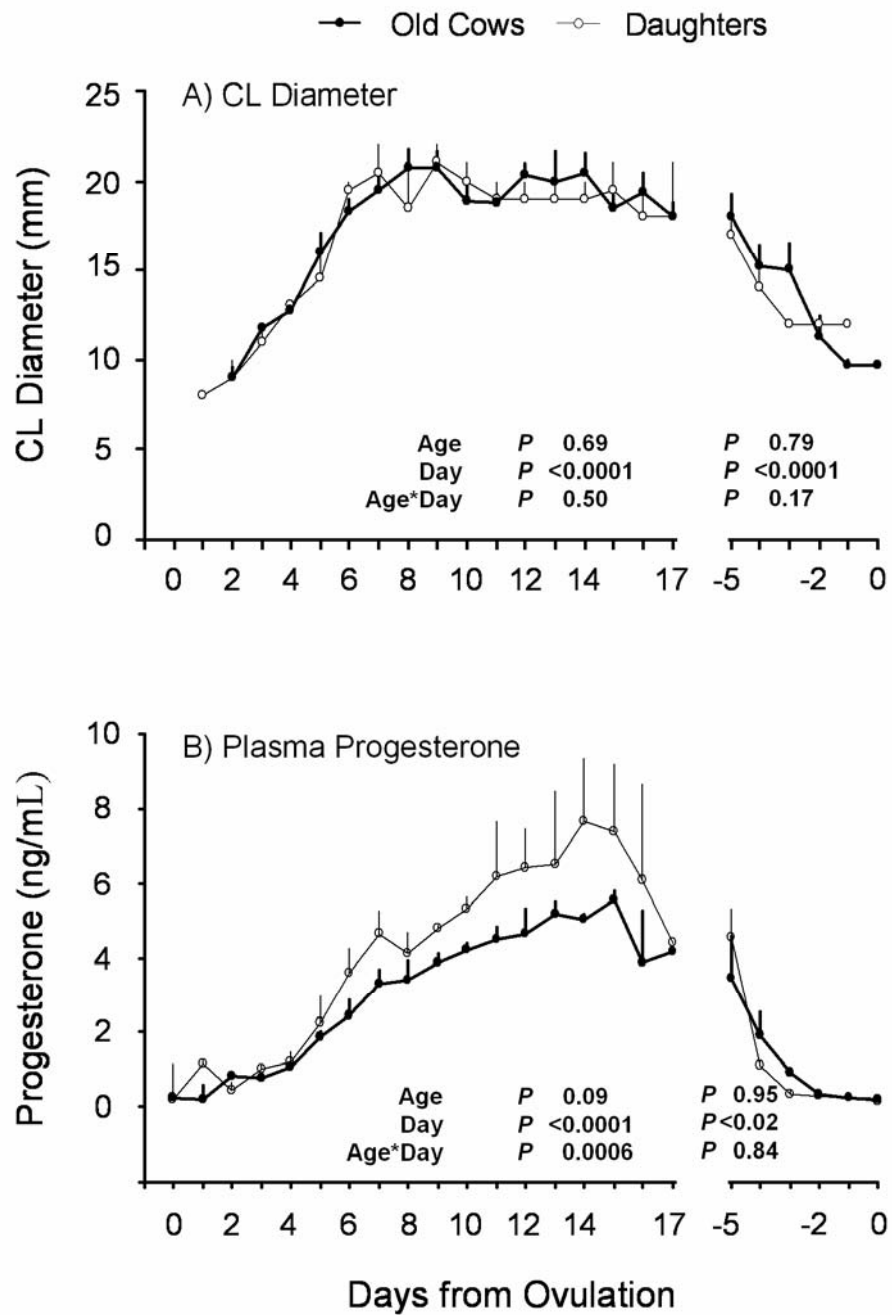 Old Cows Daughters
A) CL Diameter
CL Diameter (mm)
25
20
15
10
5
0
Age P 0.69 P 0.79
Day P <0.0001 P <0.0001
Age*Day P 0.50 P 0.17
0 2 4 6 8 10 12 14 17 -5 -2 0
B) Plasma Progesterone
Progesterone (ng/mL)
10
8
6
4
2
0
Age P 0.09 P 0.95
Day P <0.0001 P <0.02
Age*Day P 0.0006 P 0.84
0 2 4 6 8 10 12 14 17 -5 -2 0
Days from Ovulation